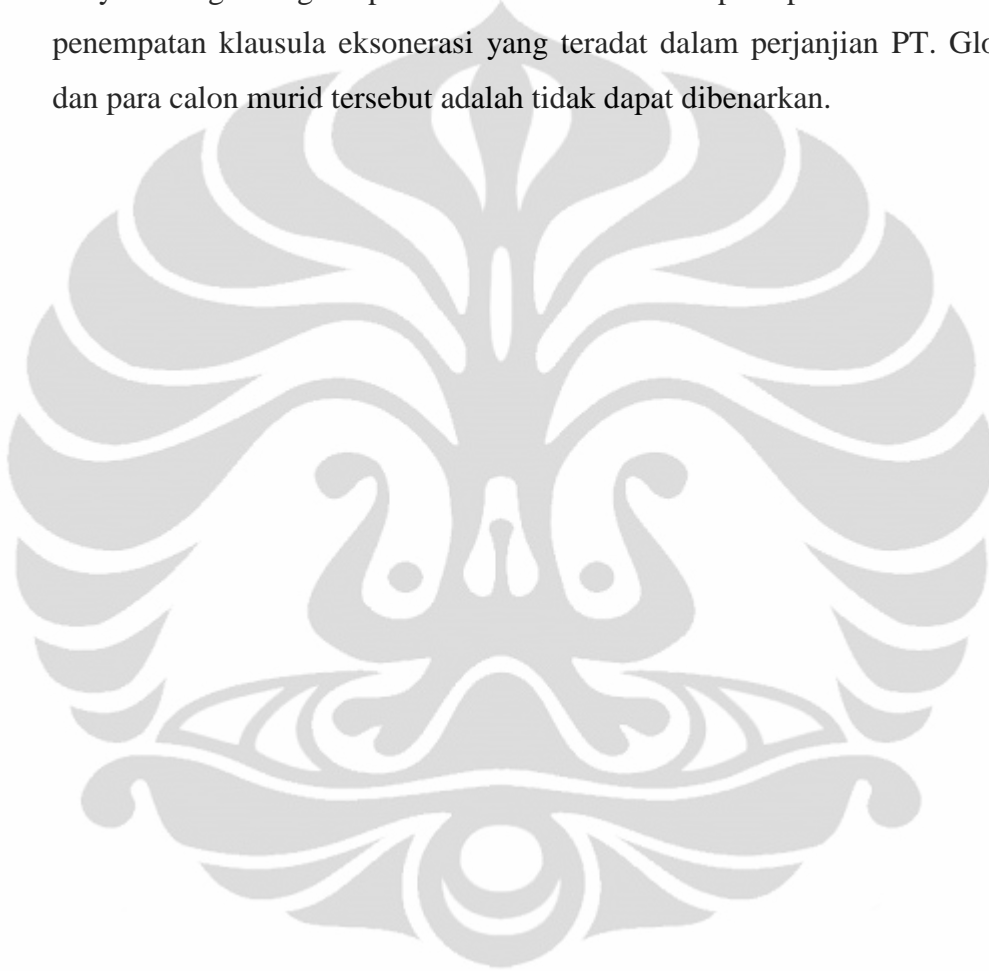 penempatan klausula eksonerasi yang teradat dalam perjanjian PT. Glo
dan para calon murid tersebut adalah tidak dapat dibenarkan.